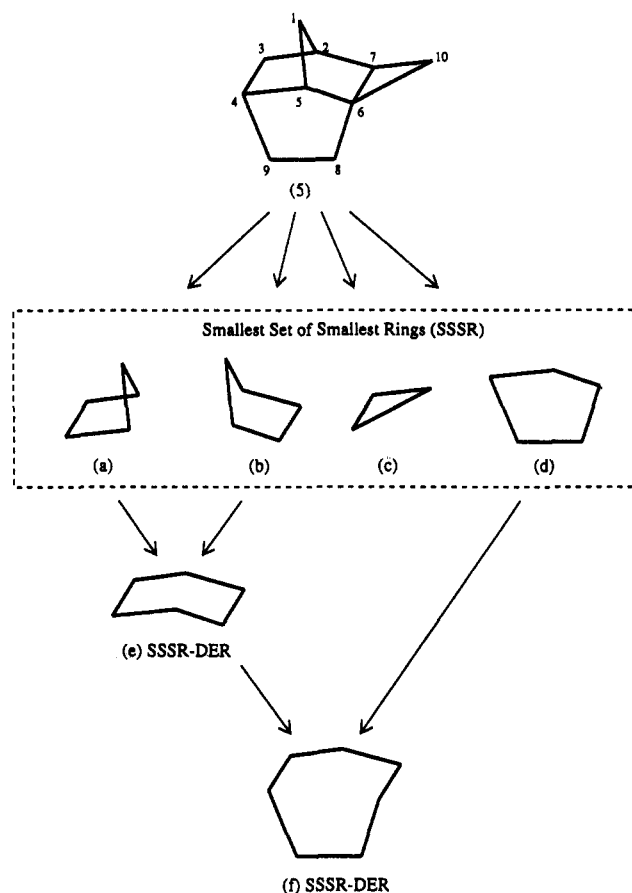 1
3
2
7
10
4
5
6
9
8
(5)
Smallest Set of Smallest Rings (SSSR)
(a)
(b)
(c)
(d)
(e) SSSR-DER
(f) SSSR-DER